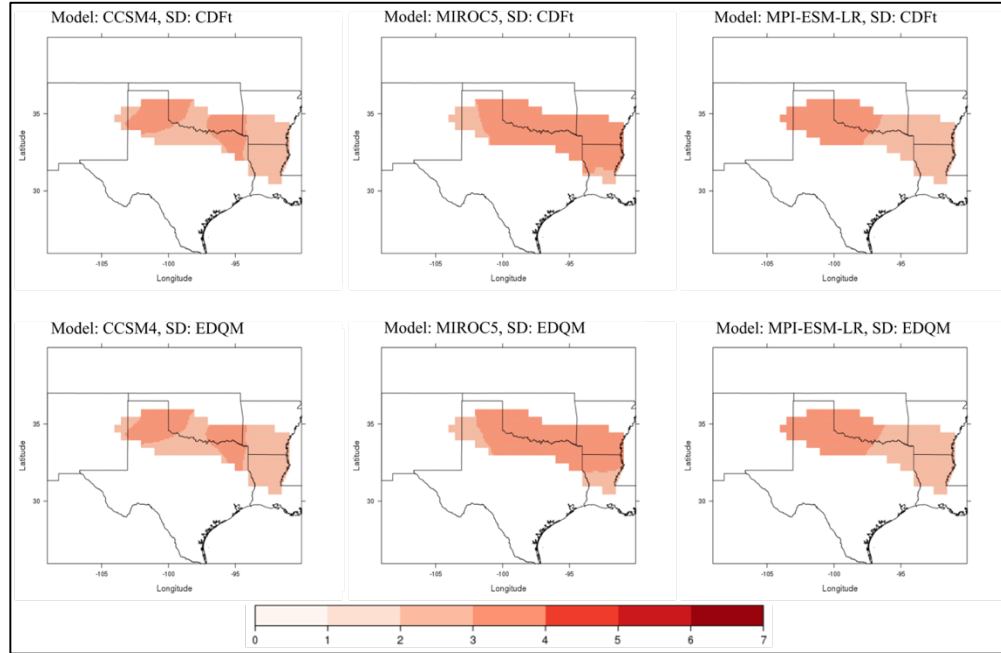 Model: CCSM4, SD: CDFt
Model: MIROC5, SD: CDFt
Model: MPI-ESM-LR, SD: CDFt
Latitude
35
30
-105
-100
-95
Longitude
Latitude
35
30
-105
-100
-95
Longitude
Latitude
35
30
-105
-100
-95
Longitude
Model: CCSM4, SD: EDQM
Model: MIROC5, SD: EDQM
Model: MPI-ESM-LR, SD: EDQM
Latitude
35
30
-105
-100
-95
Longitude
Latitude
35
30
-105
-100
-95
Longitude
Latitude
35
30
-105
-100
-95
Longitude
0 1 2 3 4 5 6 7